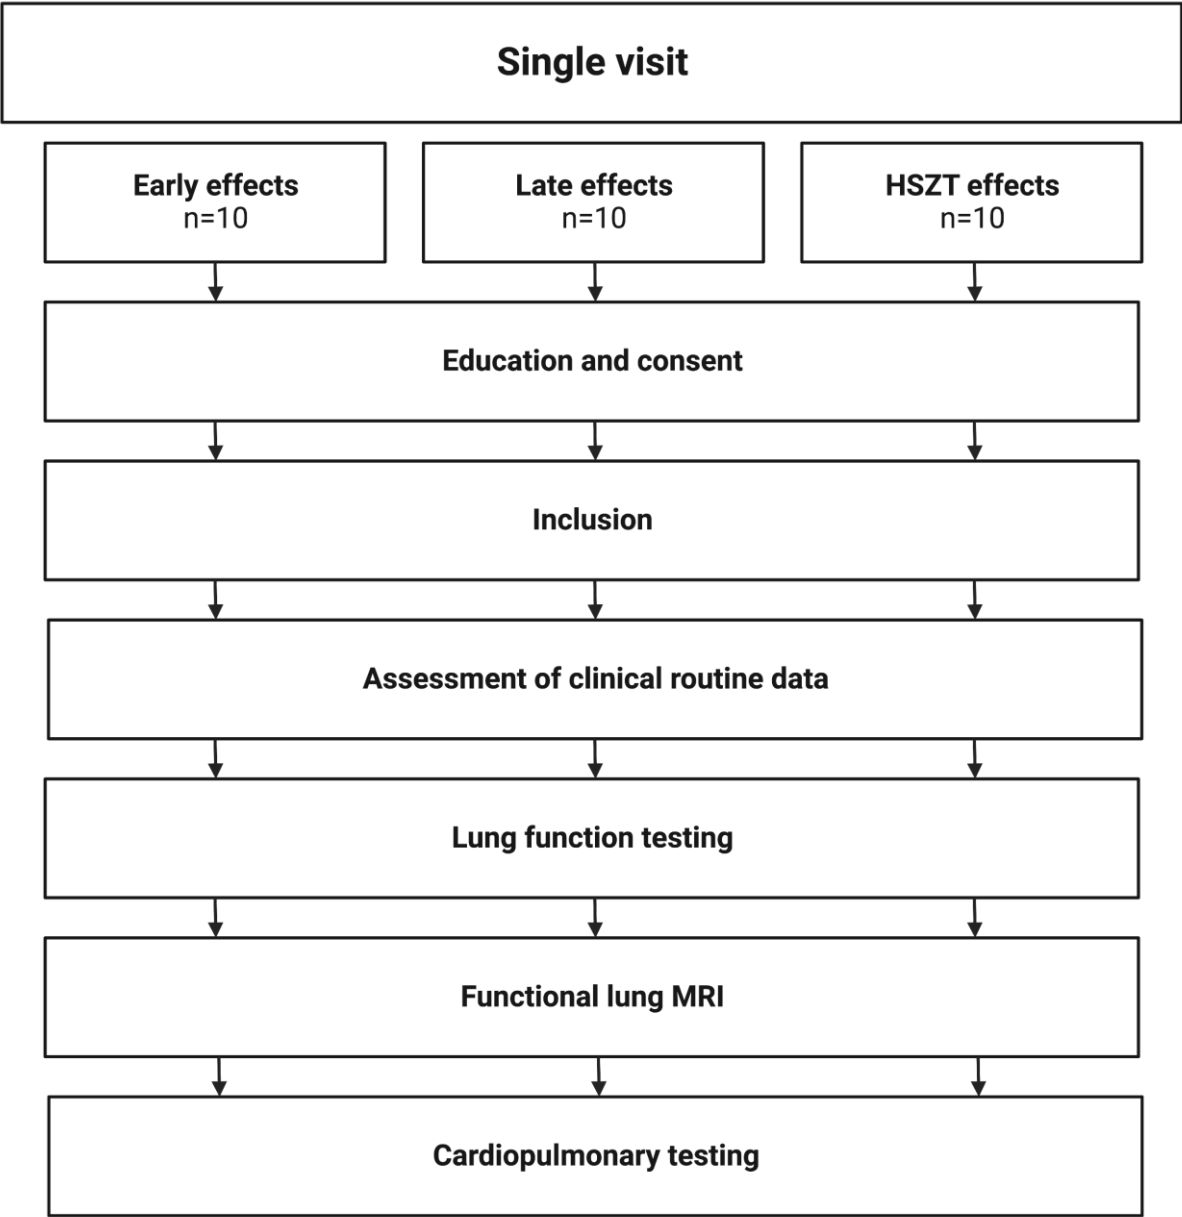 Single visit
Early effects
n=10
Late effects
n=10
HSZT effects
n=10
Education and consent
Inclusion
Assessment of clinical routine data
Lung function testing
Functional lung MRI
Cardiopulmonary testing